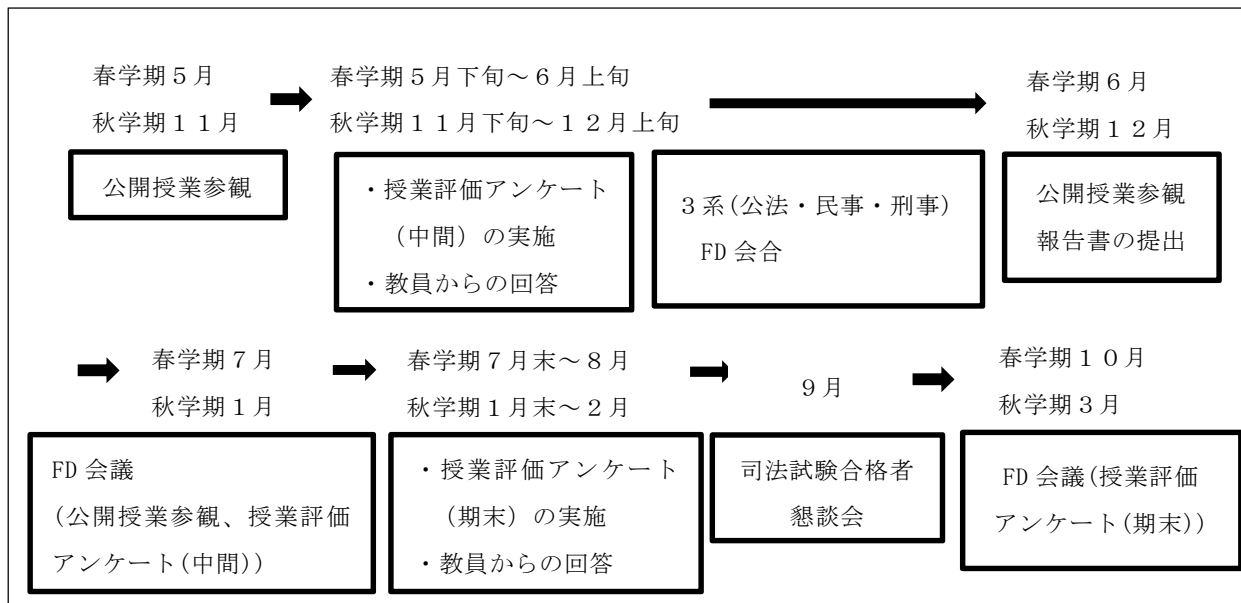 春学期５月
秋学期１１月
公開授業参観
春学期５月下旬～６月上旬
秋学期１１月下旬～１２月上旬
・授業評価アンケート
（中間）の実施
・教員からの回答
３系(公法・民事・刑事)
FD会合
春学期６月
秋学期１２月
公開授業参観
報告書の提出
春学期７月
秋学期１月
FD会議
(公開授業参観、授業評価
アンケート(中間))
春学期７月末～８月
秋学期１月末～２月
・授業評価アンケート
（期末）の実施
・教員からの回答
９月
司法試験合格者
懇談会
春学期１０月
秋学期３月
FD会議(授業評価
アンケート(期末))